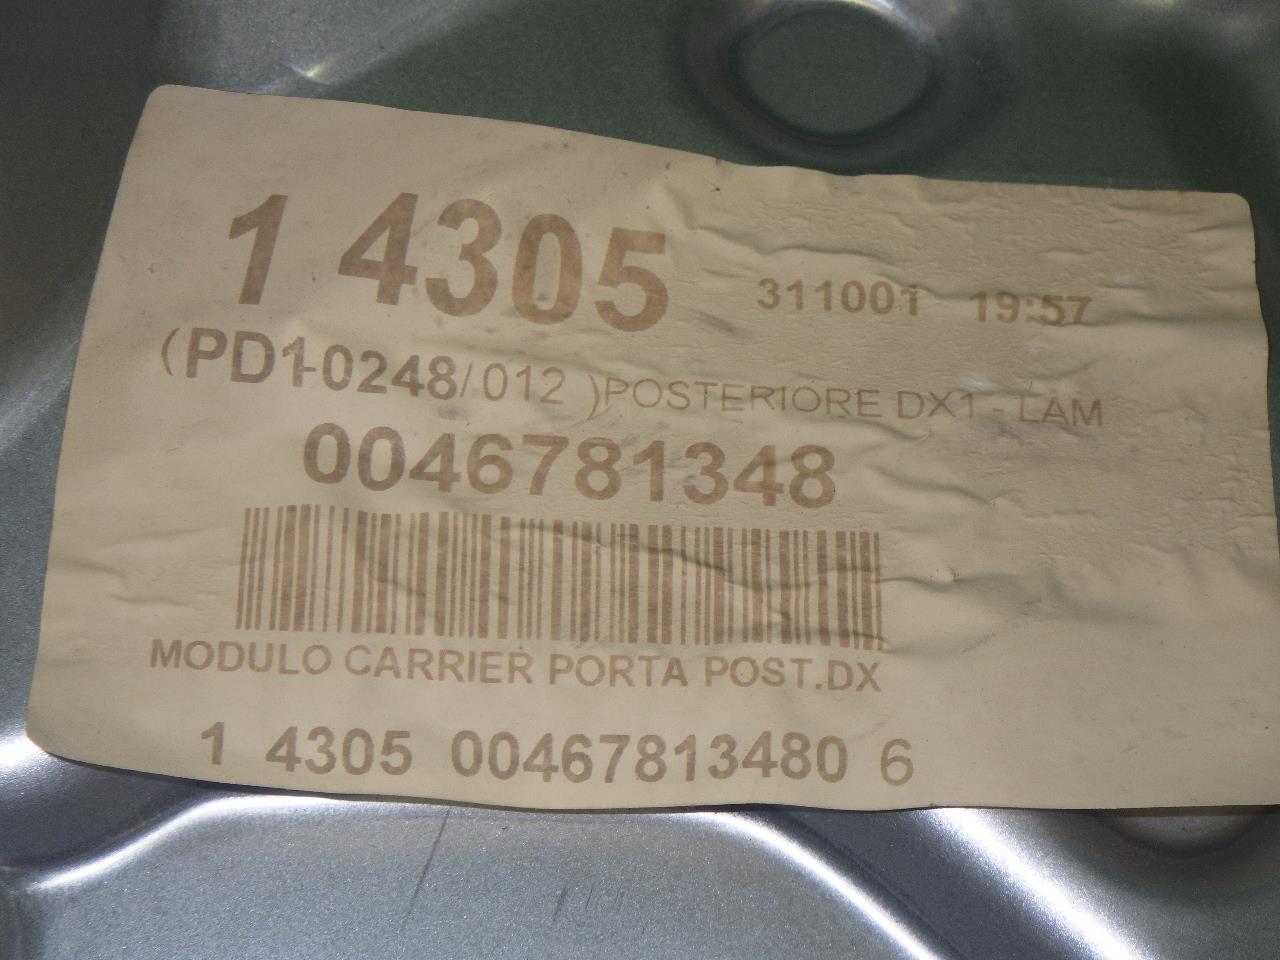 1 4305 311001 19:57
(PD1-0248/012 )POSTERIORE DX1 - LAM
0046781348
MODULO CARRIER PORTA POST.DX
1 4305 00467813480 6